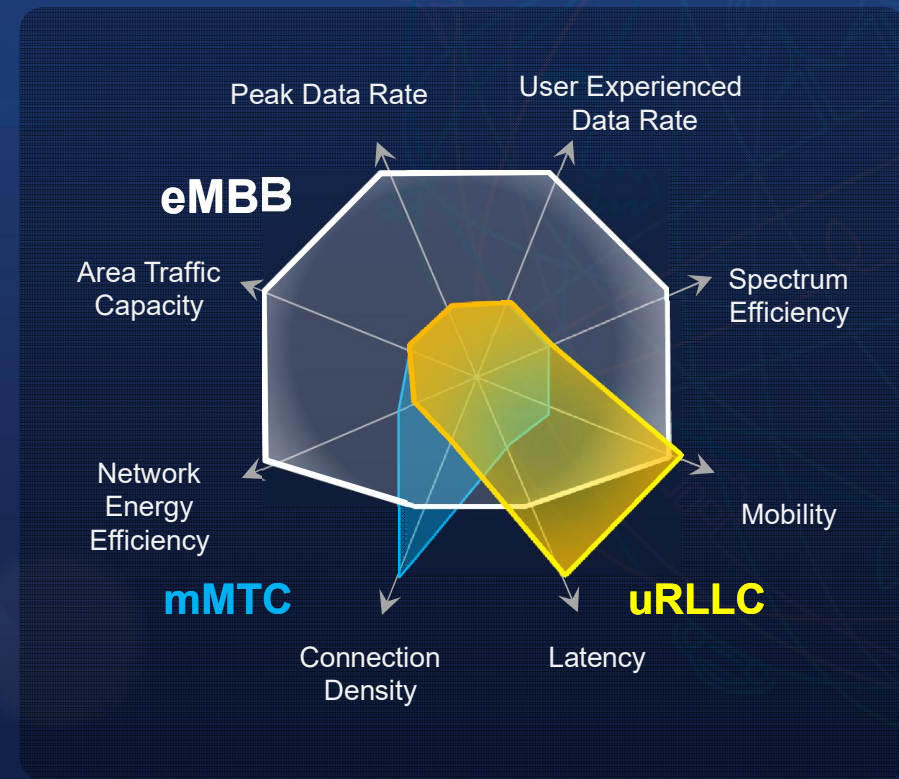 Peak Data Rate
User Experienced
Data Rate
eMBB
Area Traffic
Capacity
Spectrum
Efficiency
Network
Energy
Efficiency
Mobility
mMTC
uRLLC
Connection
Density
Latency